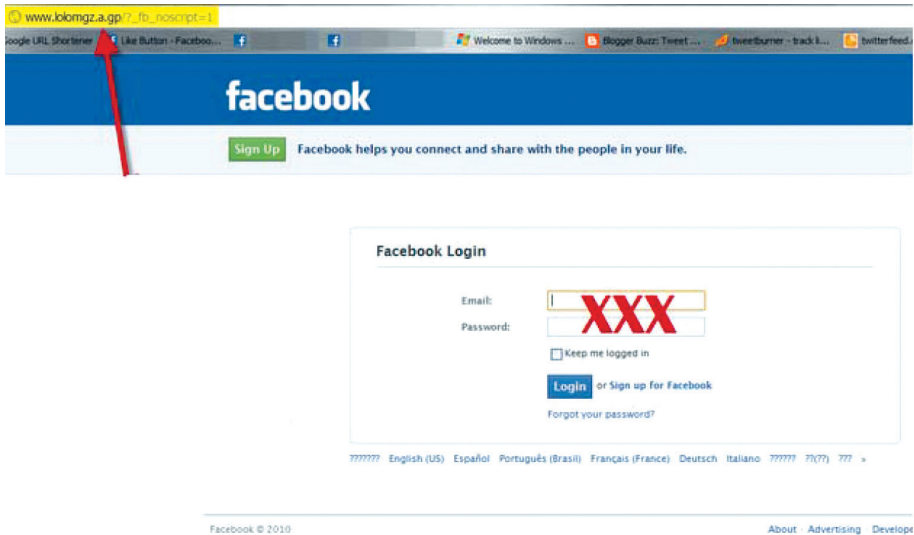 www.lolomgz.a.gp/?_fb_noscript=1
Google URL Shortener Like Button - Faceboo... Welcome to Windows ... Blogger Buzz: Tweet ... tweetburner - track li... twitterfeed.
facebook
Sign Up Facebook helps you connect and share with the people in your life.
Facebook Login
Email:
XXX
Password:
Keep me logged in
Login or Sign up for Facebook
Forgot your password?
??????? English (US) Español Português (Brasil) Français (France) Deutsch Italiano ?????? ??(??) ??? »
Facebook © 2010
About · Advertising Develope